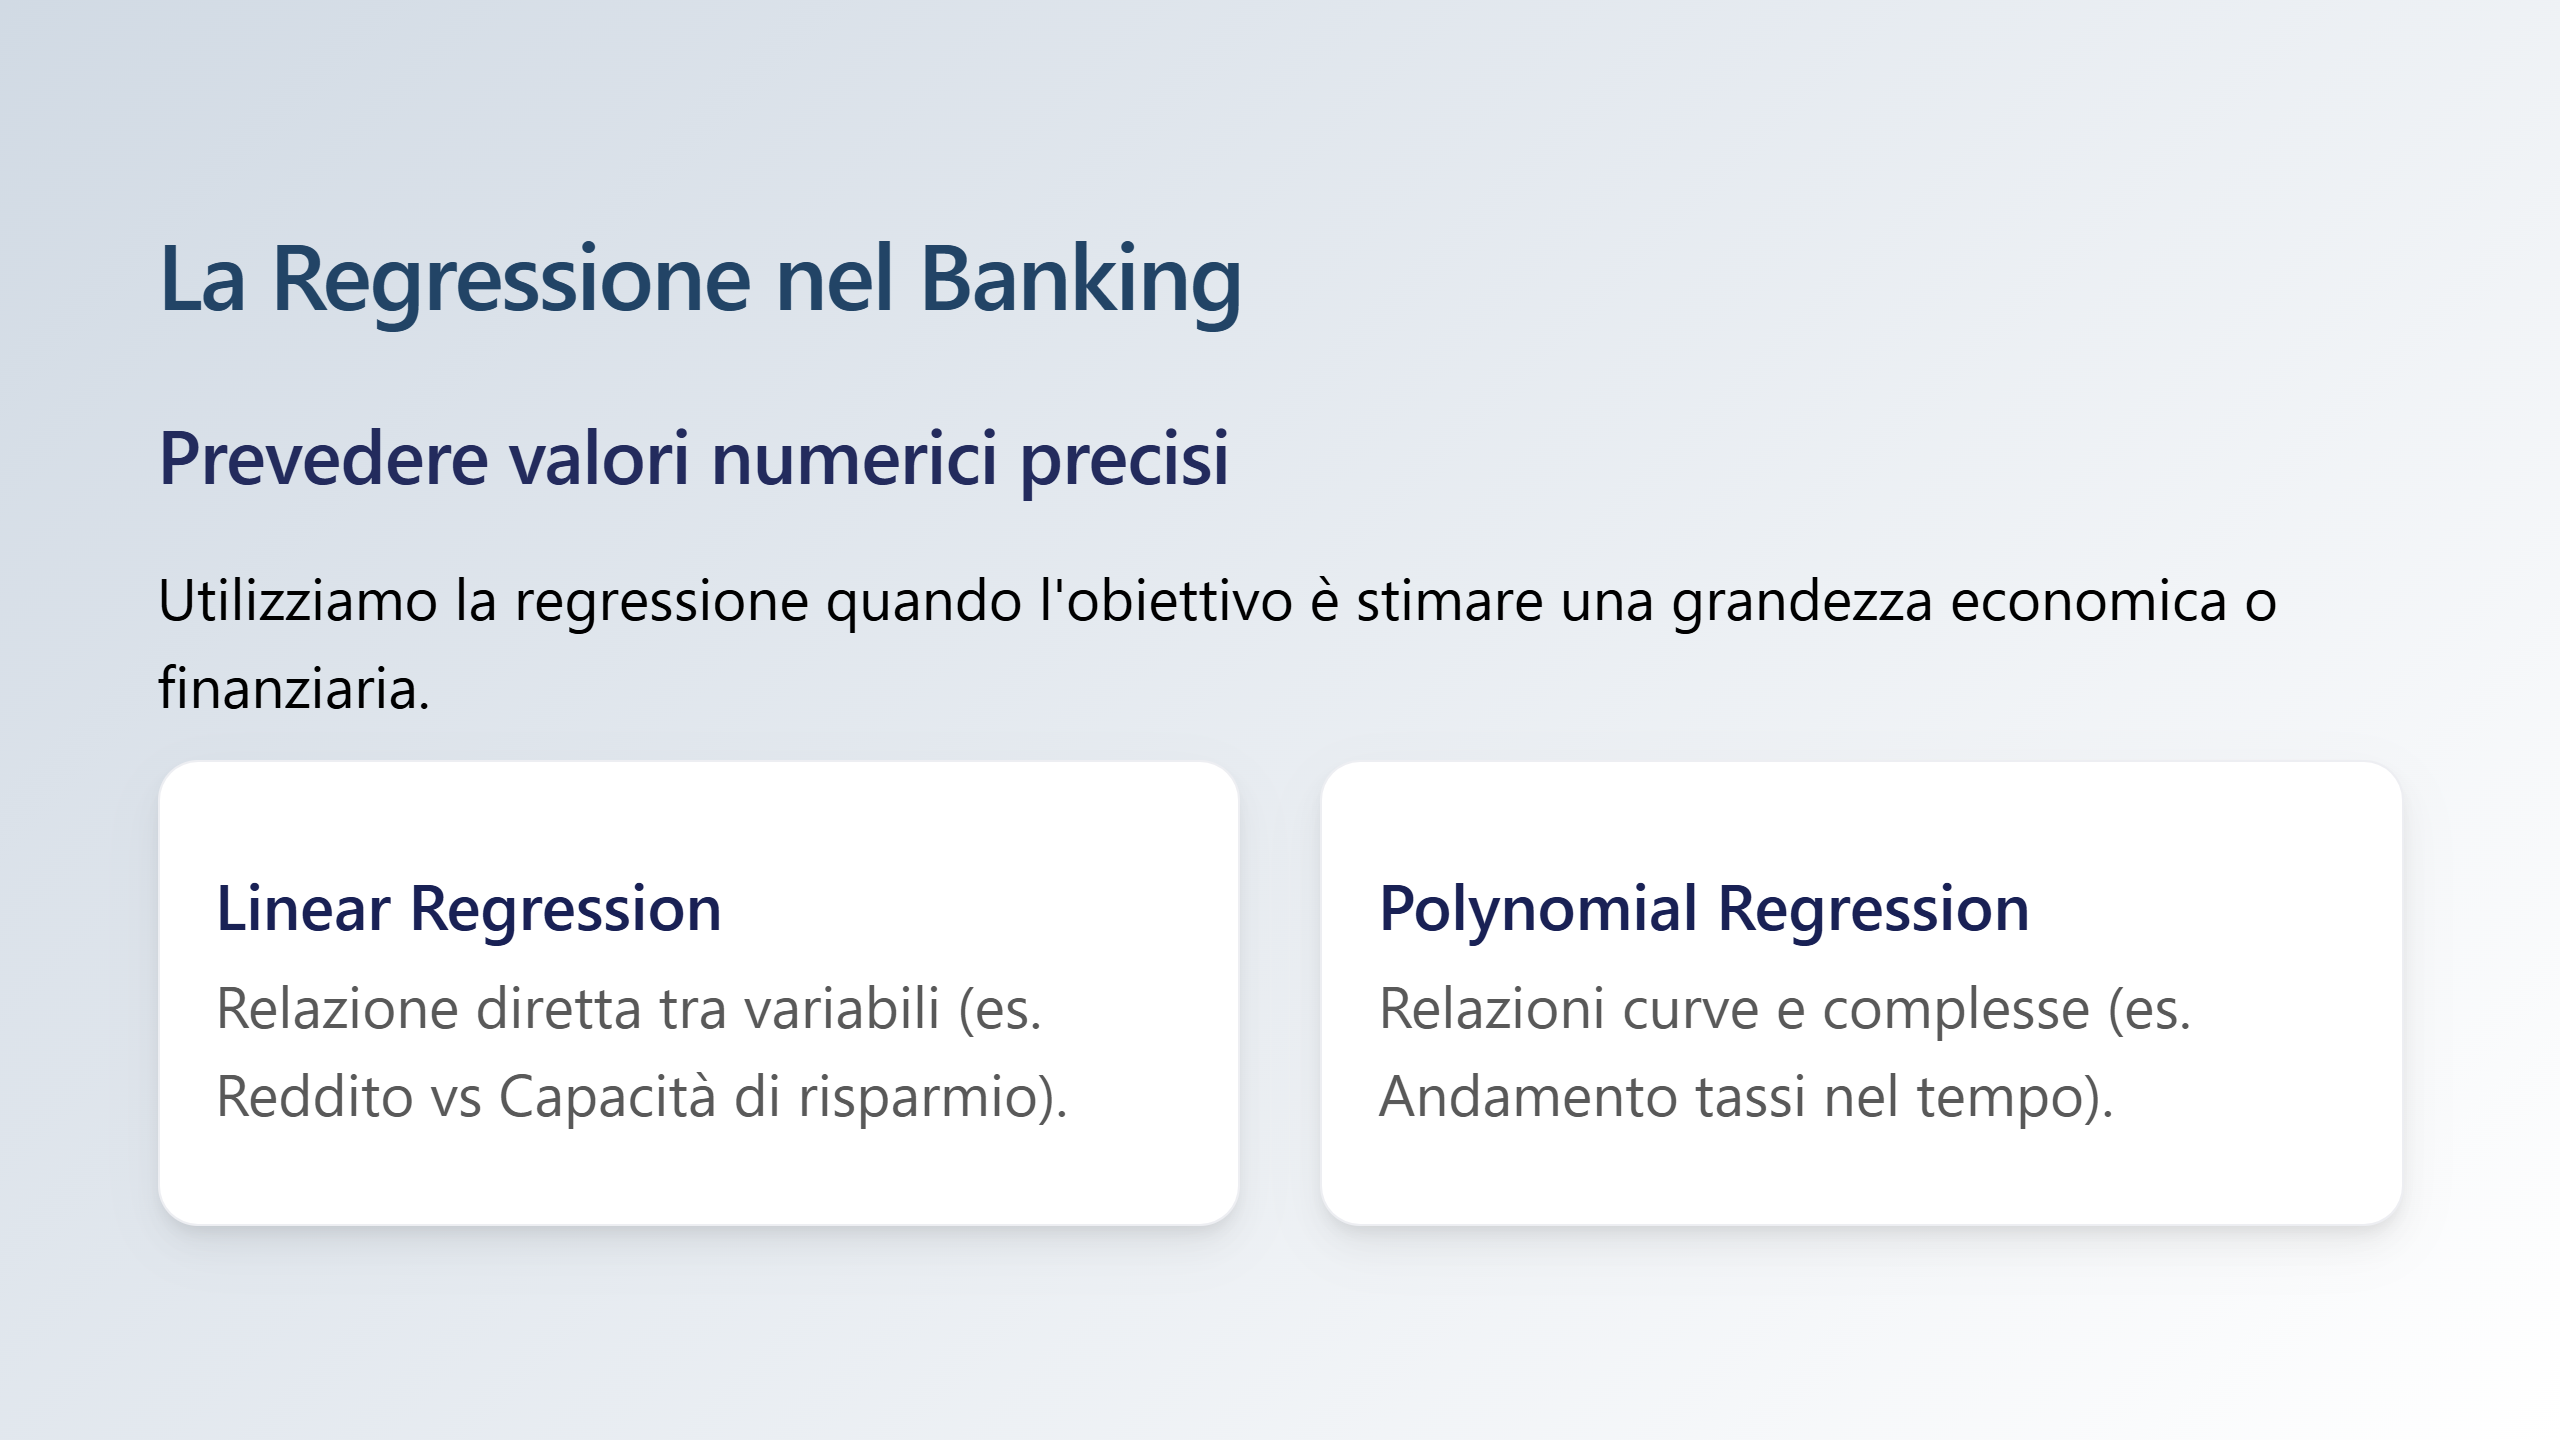 La Regressione nel Banking
Prevedere valori numerici precisi
Utilizziamo la regressione quando l'obiettivo è stimare una grandezza economica o
finanziaria.
Linear Regression
Relazione diretta tra variabili (es.
Reddito vs Capacità di risparmio).
Polynomial Regression
Relazioni curve e complesse (es.
Andamento tassi nel tempo).